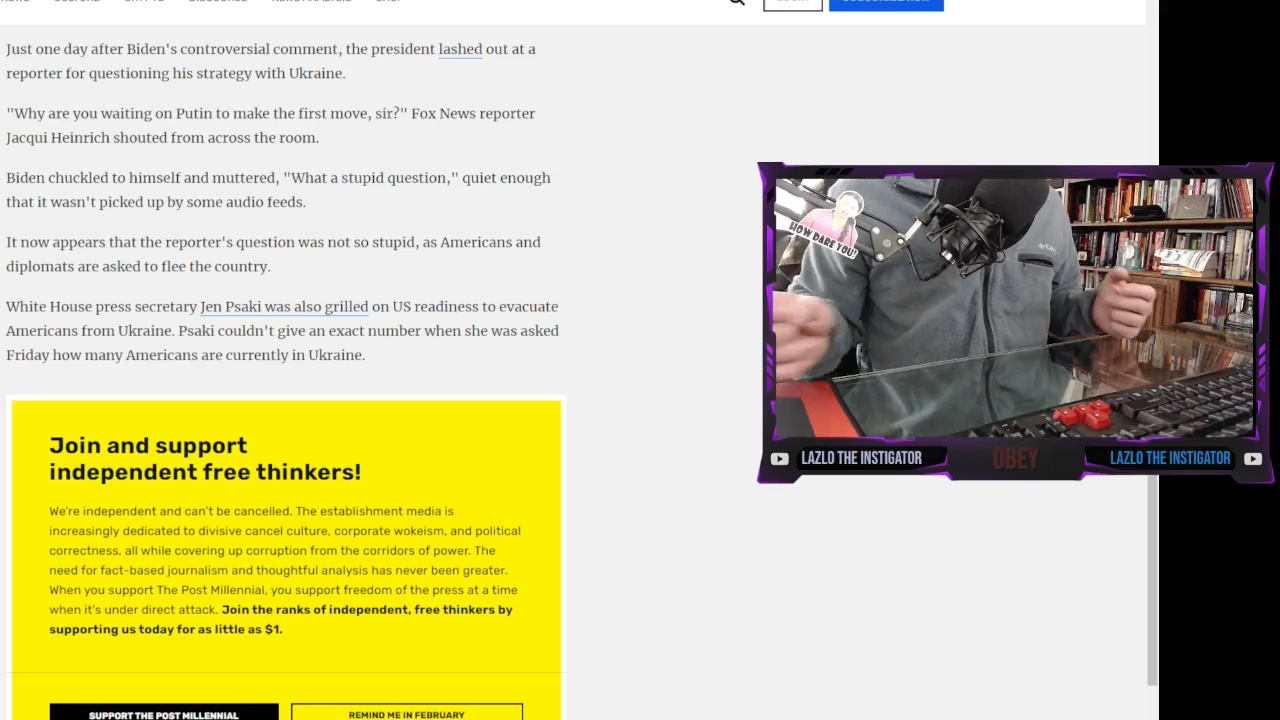 Just one day after Biden's controversial comment, the president lashed out at a
reporter for questioning his strategy with Ukraine.
"Why are you waiting on Putin to make the first move, sir?" Fox News reporter
Jacqui Heinrich shouted from across the room.
Biden chuckled to himself and muttered, "What a stupid question," quiet enough
that it wasn't picked up by some audio feeds.
It now appears that the reporter's question was not so stupid, as Americans and
diplomats are asked to flee the country.
White House press secretary Jen Psaki was also grilled on US readiness to evacuate
Americans from Ukraine. Psaki couldn't give an exact number when she was asked
Friday how many Americans are currently in Ukraine.
Join and support
independent free thinkers!
We're independent and can't be cancelled. The establishment media is
increasingly dedicated to divisive cancel culture, corporate wokeism, and political
correctness, all while covering up corruption from the corridors of power. The
need for fact-based journalism and thoughtful analysis has never been greater.
When you support The Post Millennial, you support freedom of the press at a time
when it's under direct attack. Join the ranks of independent, free thinkers by
supporting us today for as little as $1.
SUPPORT THE POST MILLENNIAL
REMIND ME IN FEBRUARY
HOW DARE YOU!
LAZLO THE INSTIGATOR
OBEY
LAZLO THE INSTIGATOR